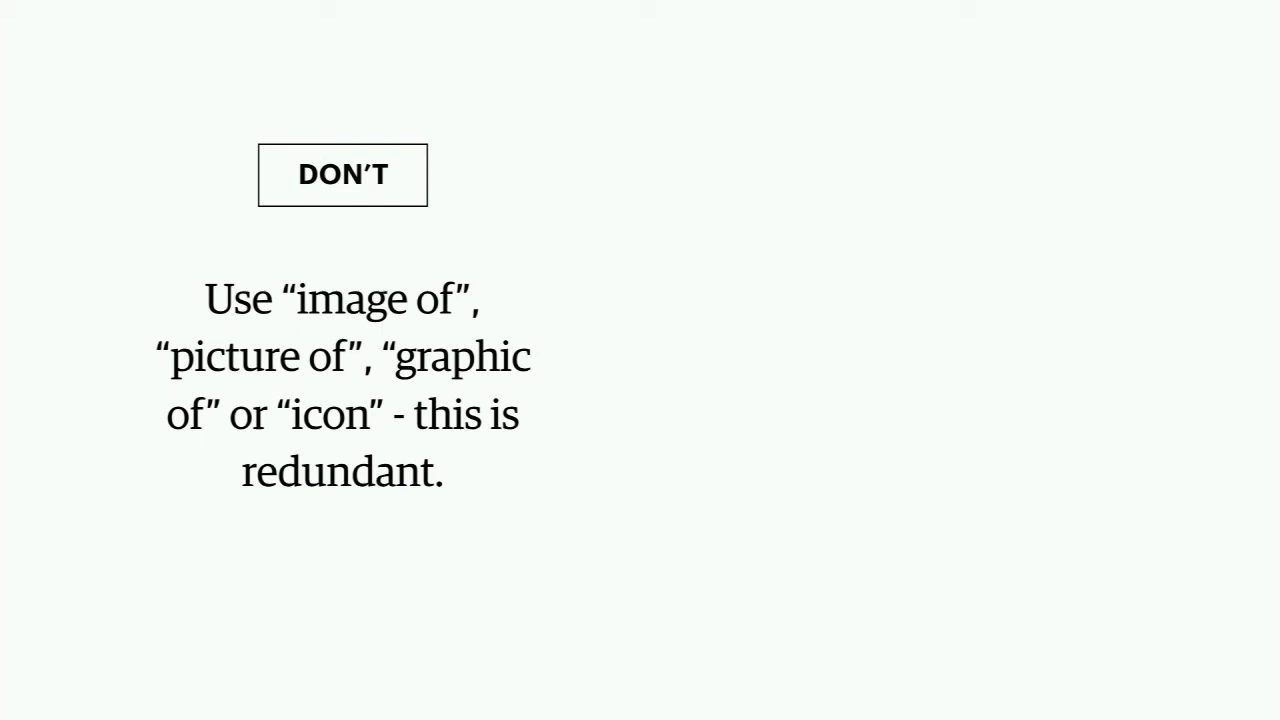 DON’T
Use “image of”,
“picture of”, “graphic
of” or “icon” - this is
redundant.